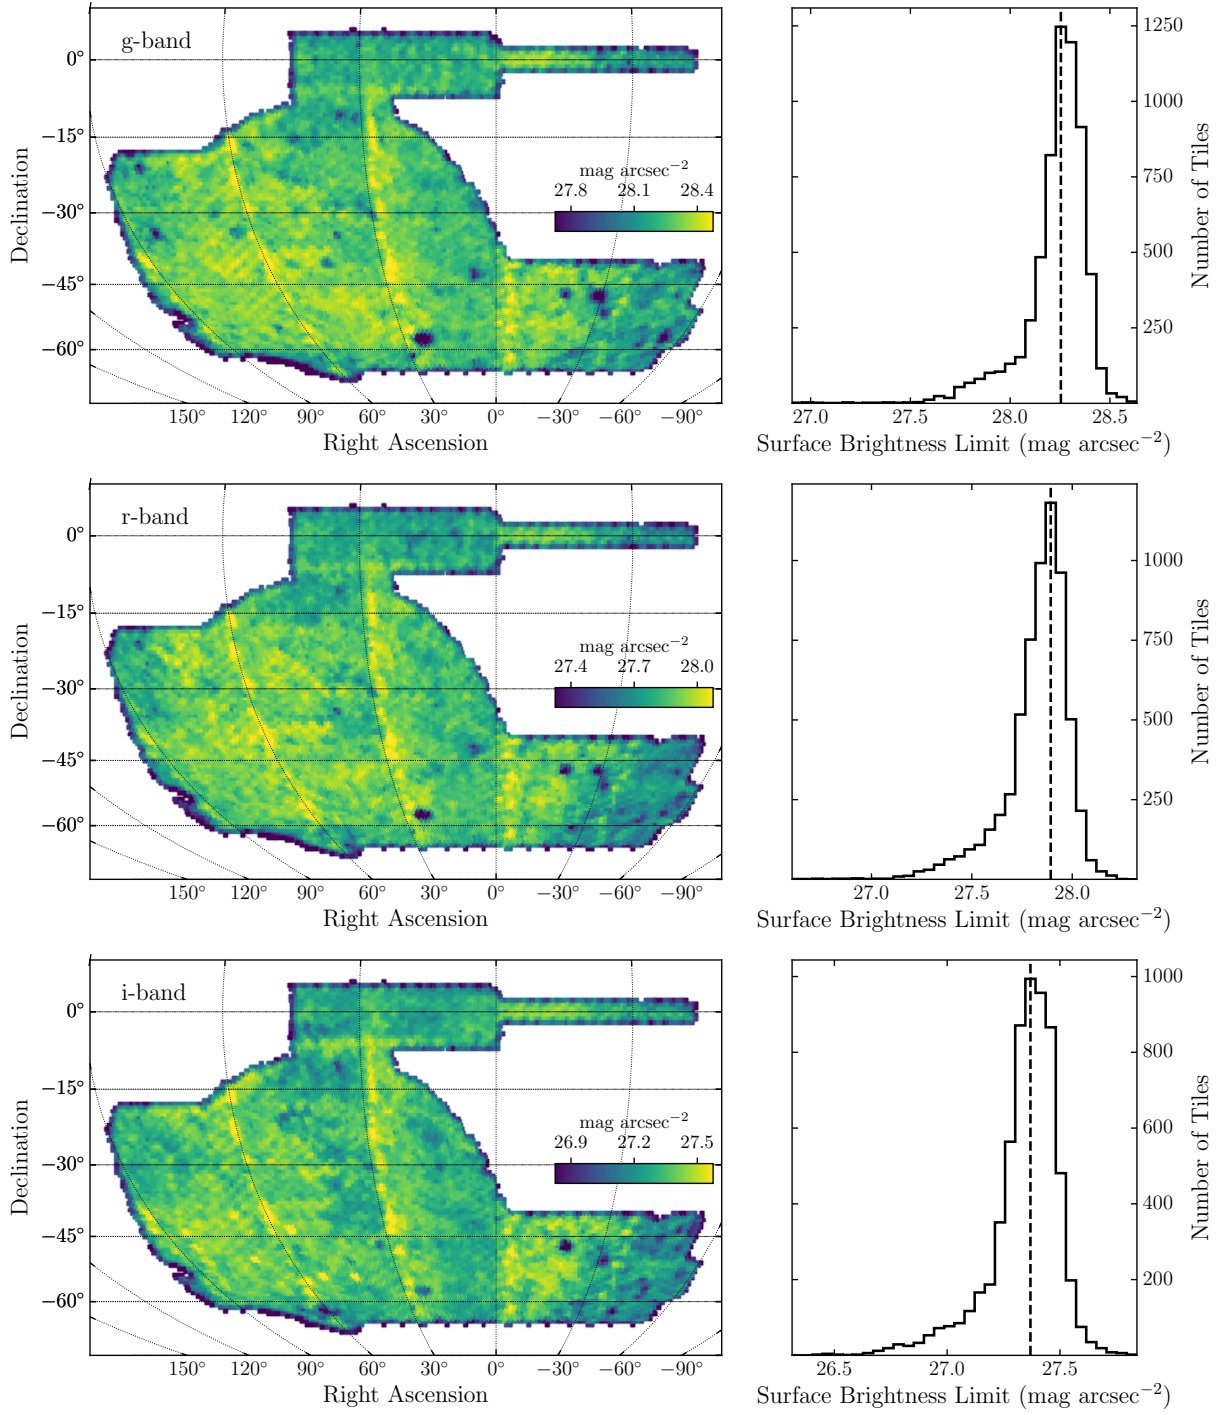 g-band
0°
−15°
−30°
−45°
−60°
Declination
mag arcsec⁻²
27.8 28.1 28.4
150° 120° 90° 60° 30° 0° −30° −60° −90°
Right Ascension
1250
1000
750
500
250
Number of Tiles
27.0 27.5 28.0 28.5
Surface Brightness Limit (mag arcsec⁻²)
r-band
0°
−15°
−30°
−45°
−60°
Declination
mag arcsec⁻²
27.4 27.7 28.0
150° 120° 90° 60° 30° 0° −30° −60° −90°
Right Ascension
1000
750
500
250
Number of Tiles
27.0 27.5 28.0
Surface Brightness Limit (mag arcsec⁻²)
i-band
0°
−15°
−30°
−45°
−60°
Declination
mag arcsec⁻²
26.9 27.2 27.5
150° 120° 90° 60° 30° 0° −30° −60° −90°
Right Ascension
1000
800
600
400
200
Number of Tiles
26.5 27.0 27.5
Surface Brightness Limit (mag arcsec⁻²)